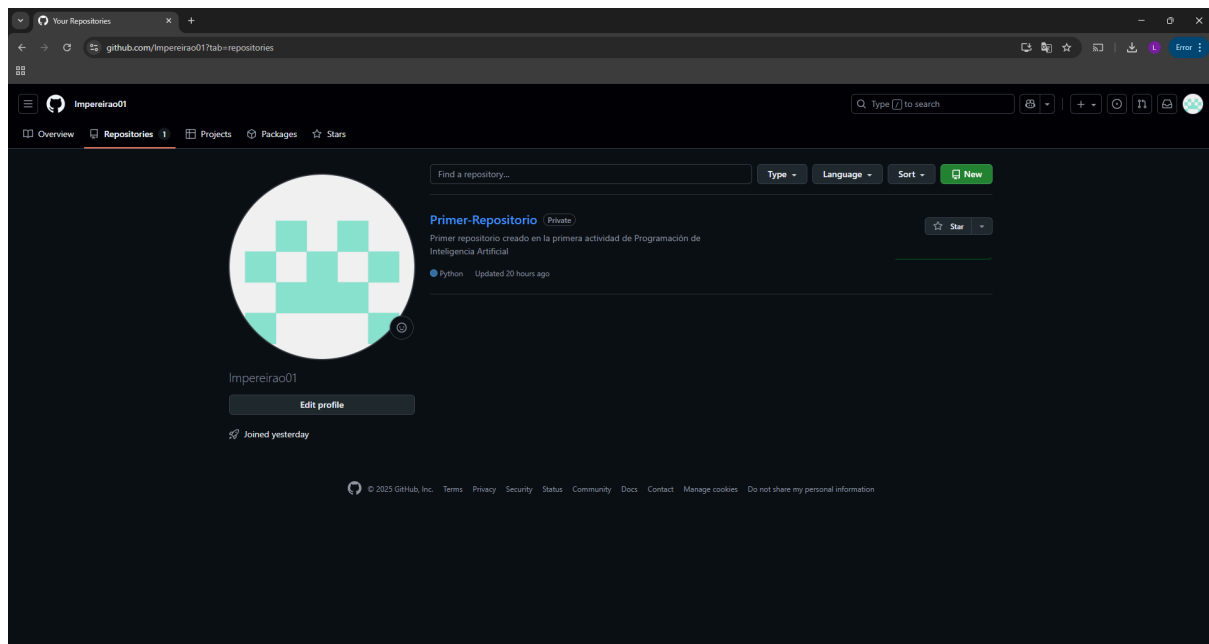 Your Repositories
github.com/lmpereirao01?tab=repositories
L
Error
lmpereirao01
Type / to search
Overview
Repositories 1
Projects
Packages
Stars
Find a repository...
Type
Language
Sort
New
Primer-Repositorio Private
Star
Primer repositorio creado en la primera actividad de Programación de
Inteligencia Artificial
Python Updated 20 hours ago
lmpereirao01
Edit profile
Joined yesterday
© 2025 GitHub, Inc. Terms Privacy Security Status Community Docs Contact Manage cookies Do not share my personal information